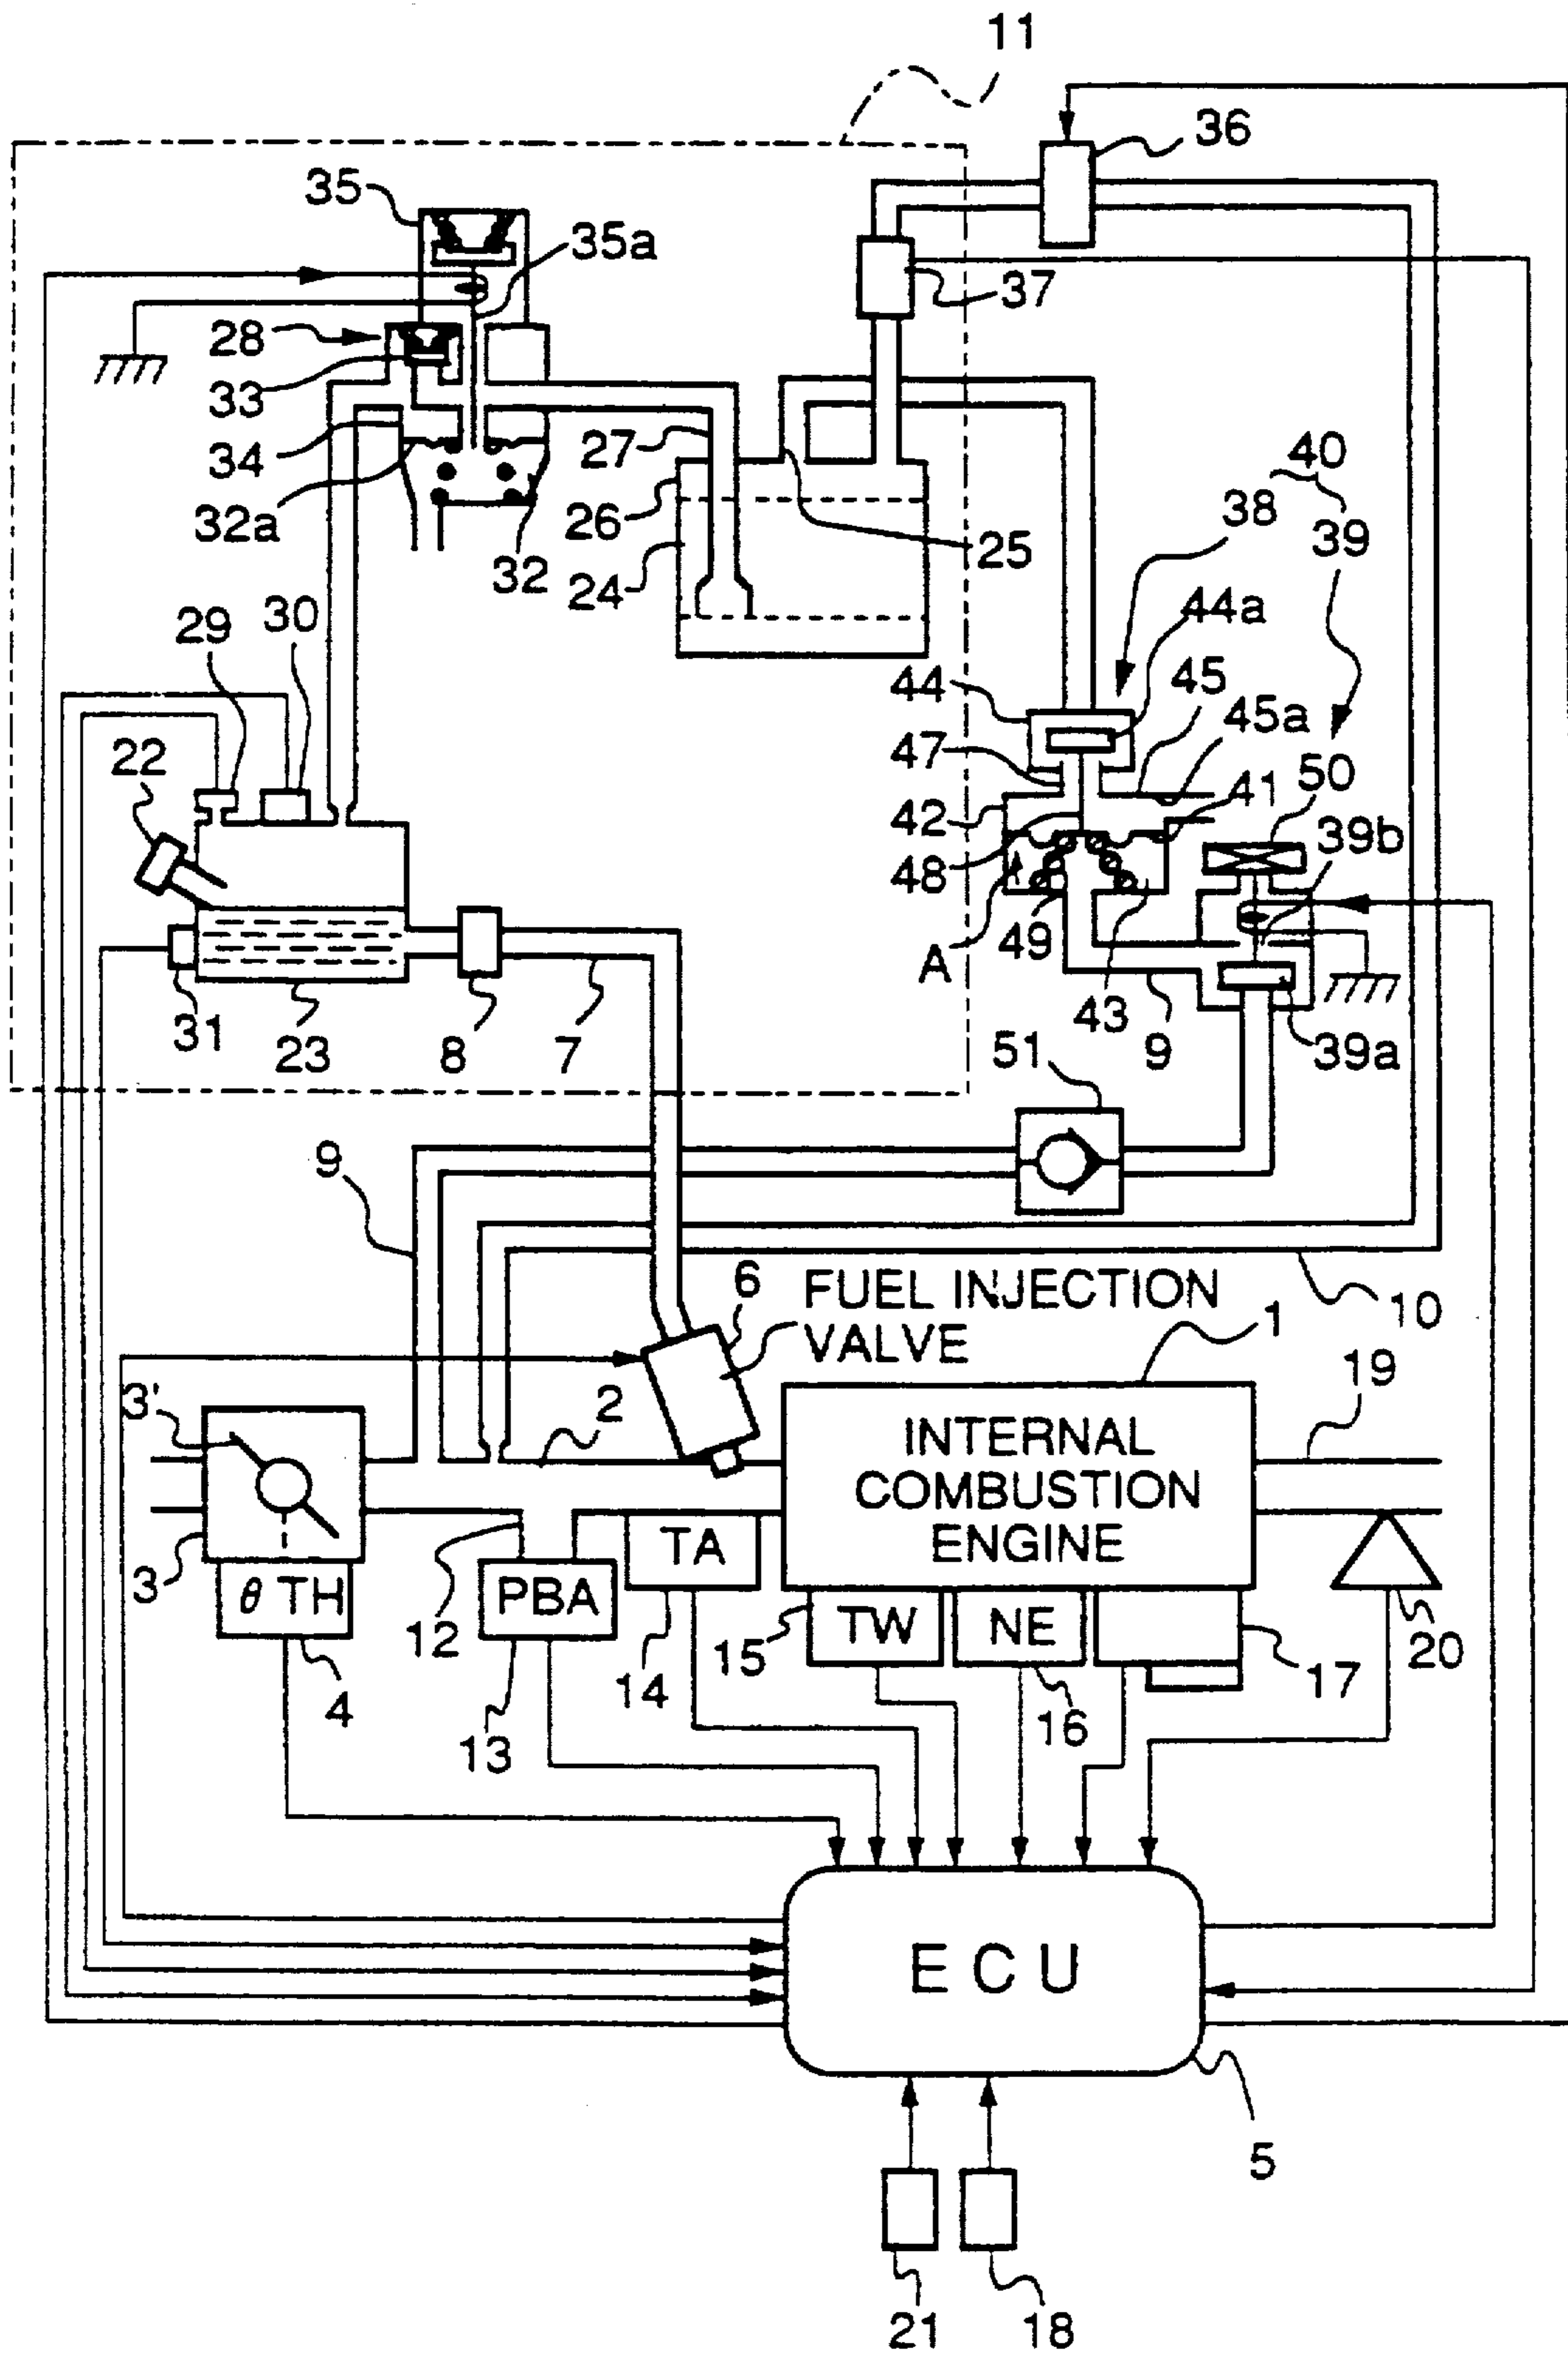 11
36
35
35a
37
28
33
34
27
40
32a
26
38
39
32
24
25
29
30
44a
44
45
22
47
45a
50
42
41
39b
48
A
49
31
23
8
7
43
9
39a
51
9
6
FUEL INJECTION
VALVE
1
10
3'
2
19
INTERNAL
COMBUSTION
ENGINE
3
θ TH
12
PBA
TA
15
TW
NE
20
4
13
14
16
17
E C U
5
21
18